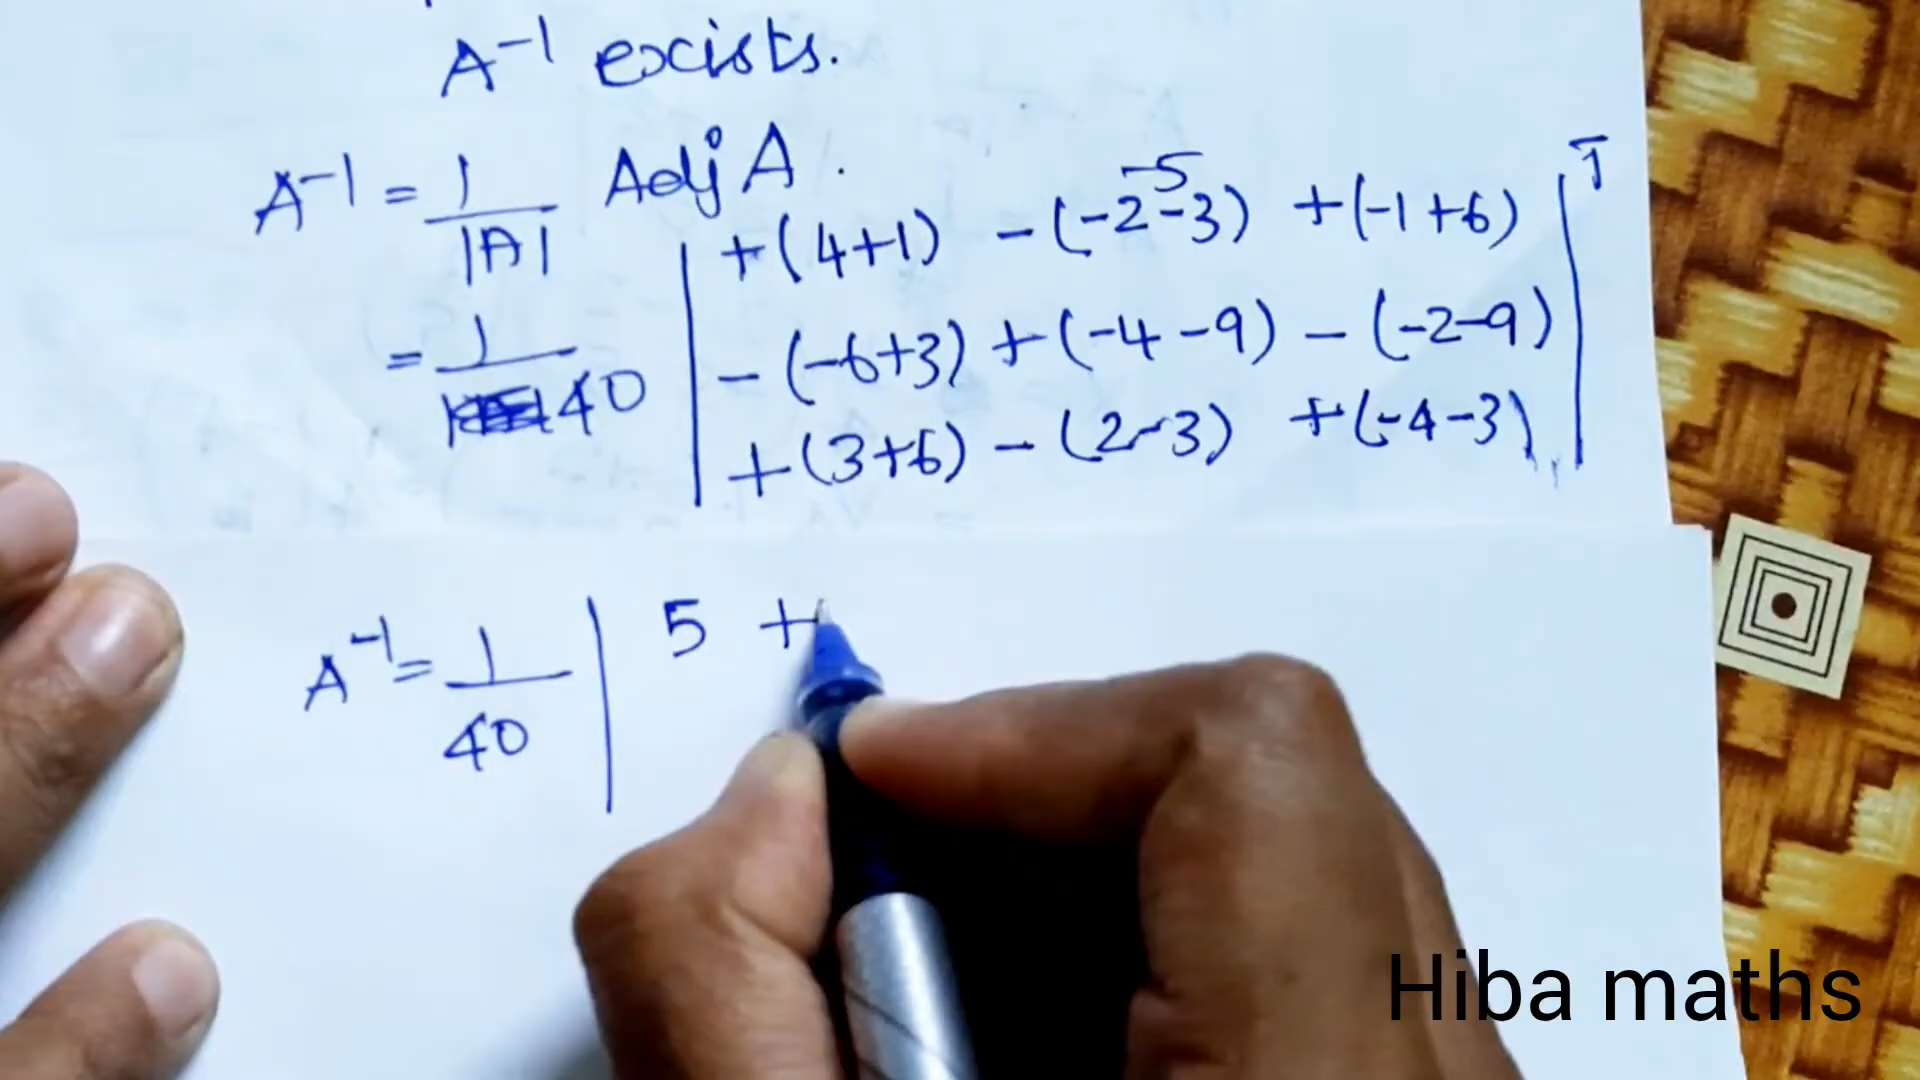 A⁻¹ exists.
A⁻¹ = 1/|A| Adj A .
-5
= 1/40 | +(4+1) -(-2-3) +(-1+6) |ᵀ
-(-6+3) +(-4-9) -(-2-9)
+(3+6) -(2-3) +(-4-3)
A⁻¹ = 1/40 | 5 +
Hiba maths